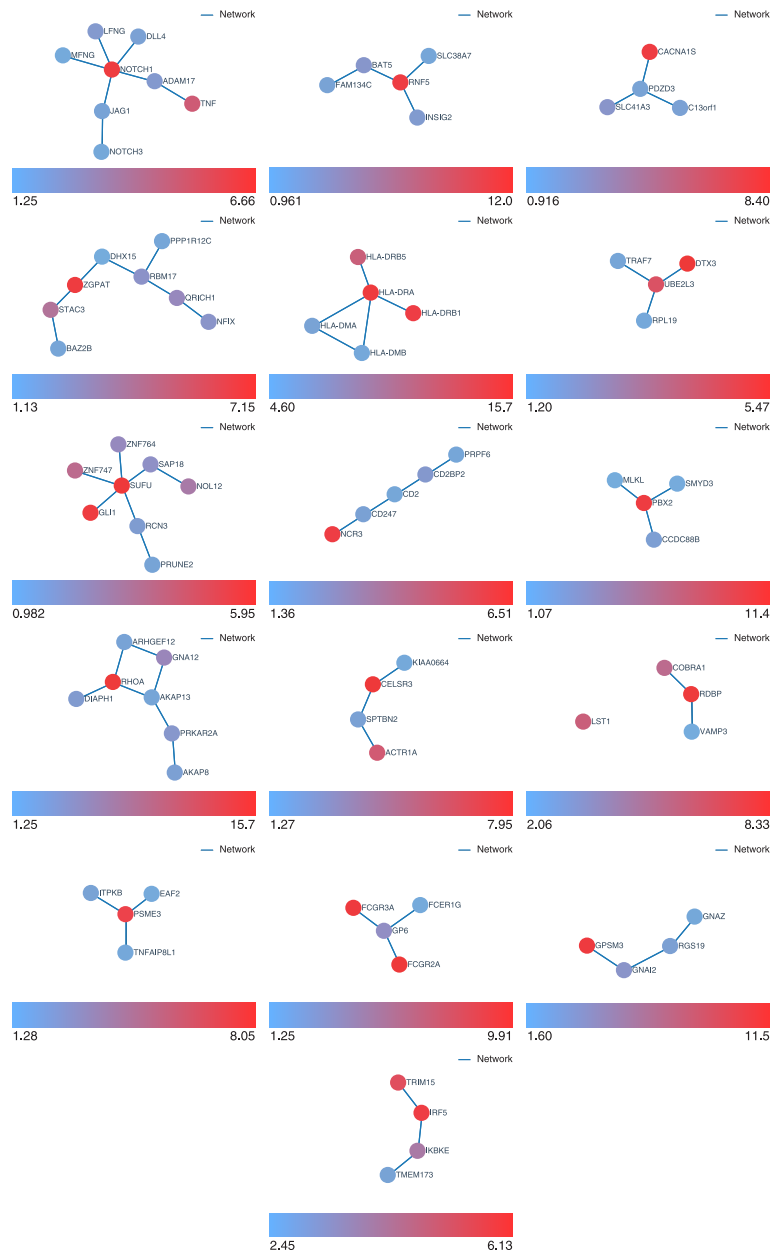 Network
LFNG
DLL4
MFNG
NOTCH1
ADAM17
TNF
JAG1
NOTCH3
1.25 6.66
Network
SLC38A7
BAT5
FAM134C
RNF5
INSIG2
0.961 12.0
Network
CACNA1S
PDZD3
SLC41A3
C13orf1
0.916 8.40
Network
PPP1R12C
DHX15
RBM17
ZGPAT
QRICH1
STAC3
NFIX
BAZ2B
1.13 7.15
Network
HLA-DRB5
HLA-DRA
HLA-DRB1
HLA-DMA
HLA-DMB
4.60 15.7
Network
TRAF7
DTX3
UBE2L3
RPL19
1.20 5.47
Network
ZNF764
ZNF747
SAP18
SUFU
NOL12
GLI1
RCN3
PRUNE2
0.982 5.95
Network
PRPF6
CD2BP2
CD2
CD247
NCR3
1.36 6.51
Network
MLKL
SMYD3
PBX2
CCDC88B
1.07 11.4
Network
ARHGEF12
GNA12
RHOA
DIAPH1
AKAP13
PRKAR2A
AKAP8
1.25 15.7
Network
KIAA0664
CELSR3
SPTBN2
ACTR1A
1.27 7.95
Network
COBRA1
RDBP
LST1
VAMP3
2.06 8.33
Network
ITPKB
EAF2
PSME3
TNFAIP8L1
1.28 8.05
Network
FCGR3A
FCER1G
GP6
FCGR2A
1.25 9.91
Network
GNAZ
GPSM3
RGS19
GNAI2
1.60 11.5
Network
TRIM15
IRF5
IKBKE
TMEM173
2.45 6.13